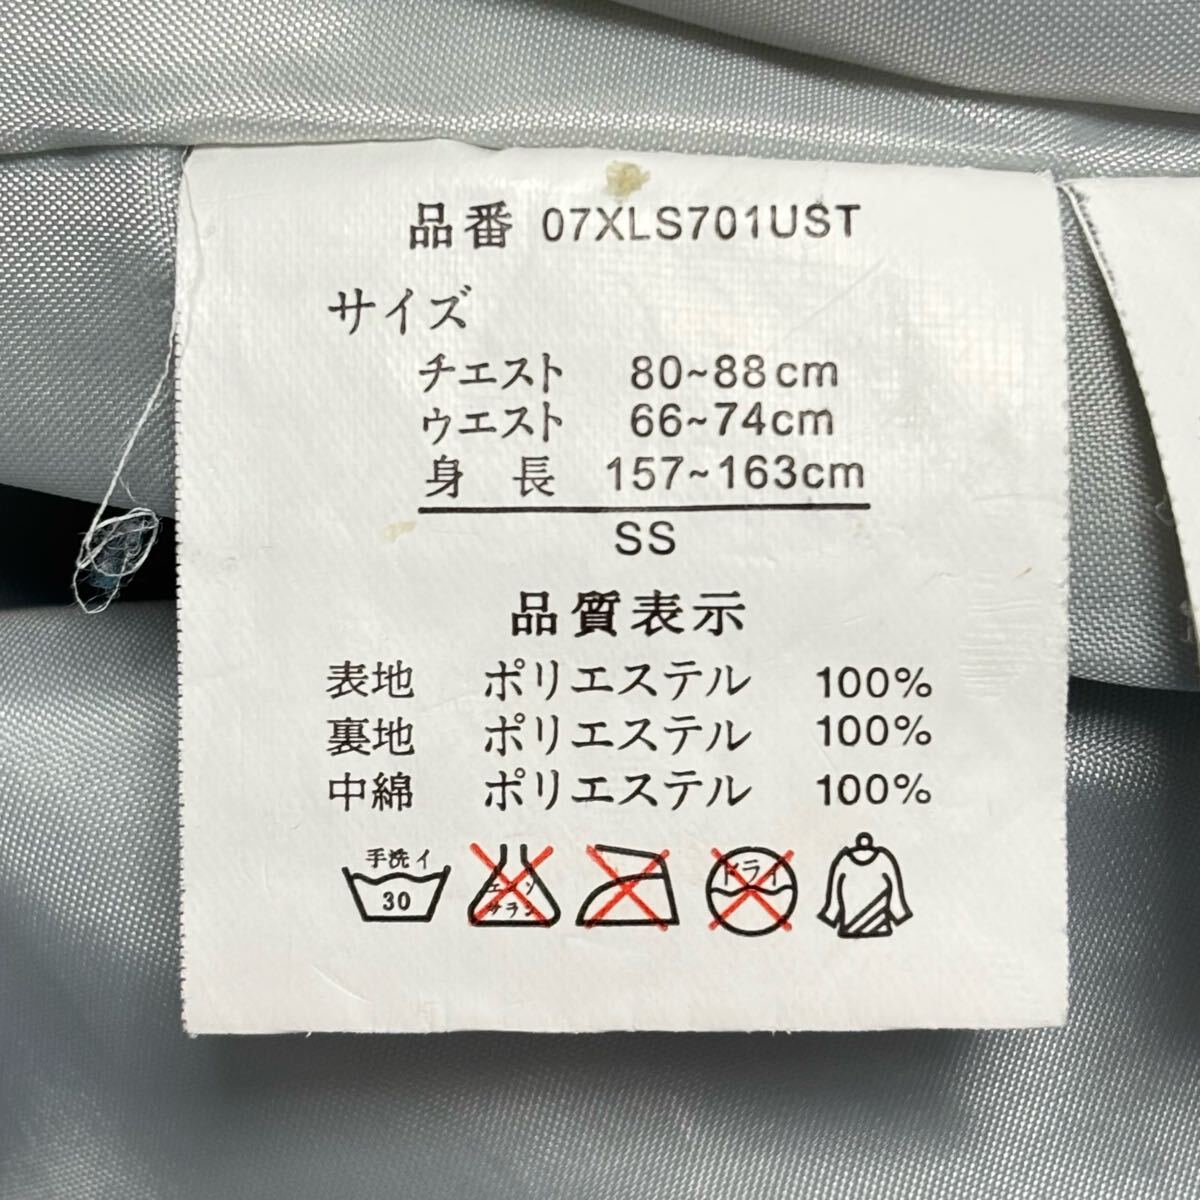 品番 07XLS701UST
サイズ
チエスト 80~88cm
ウエスト 66~74cm
身 長 157~163cm
SS
品質表示
表地 ポリエステル 100%
裏地 ポリエステル 100%
中綿 ポリエステル 100%
手洗イ
30
エンソ
サラシ
ドライ